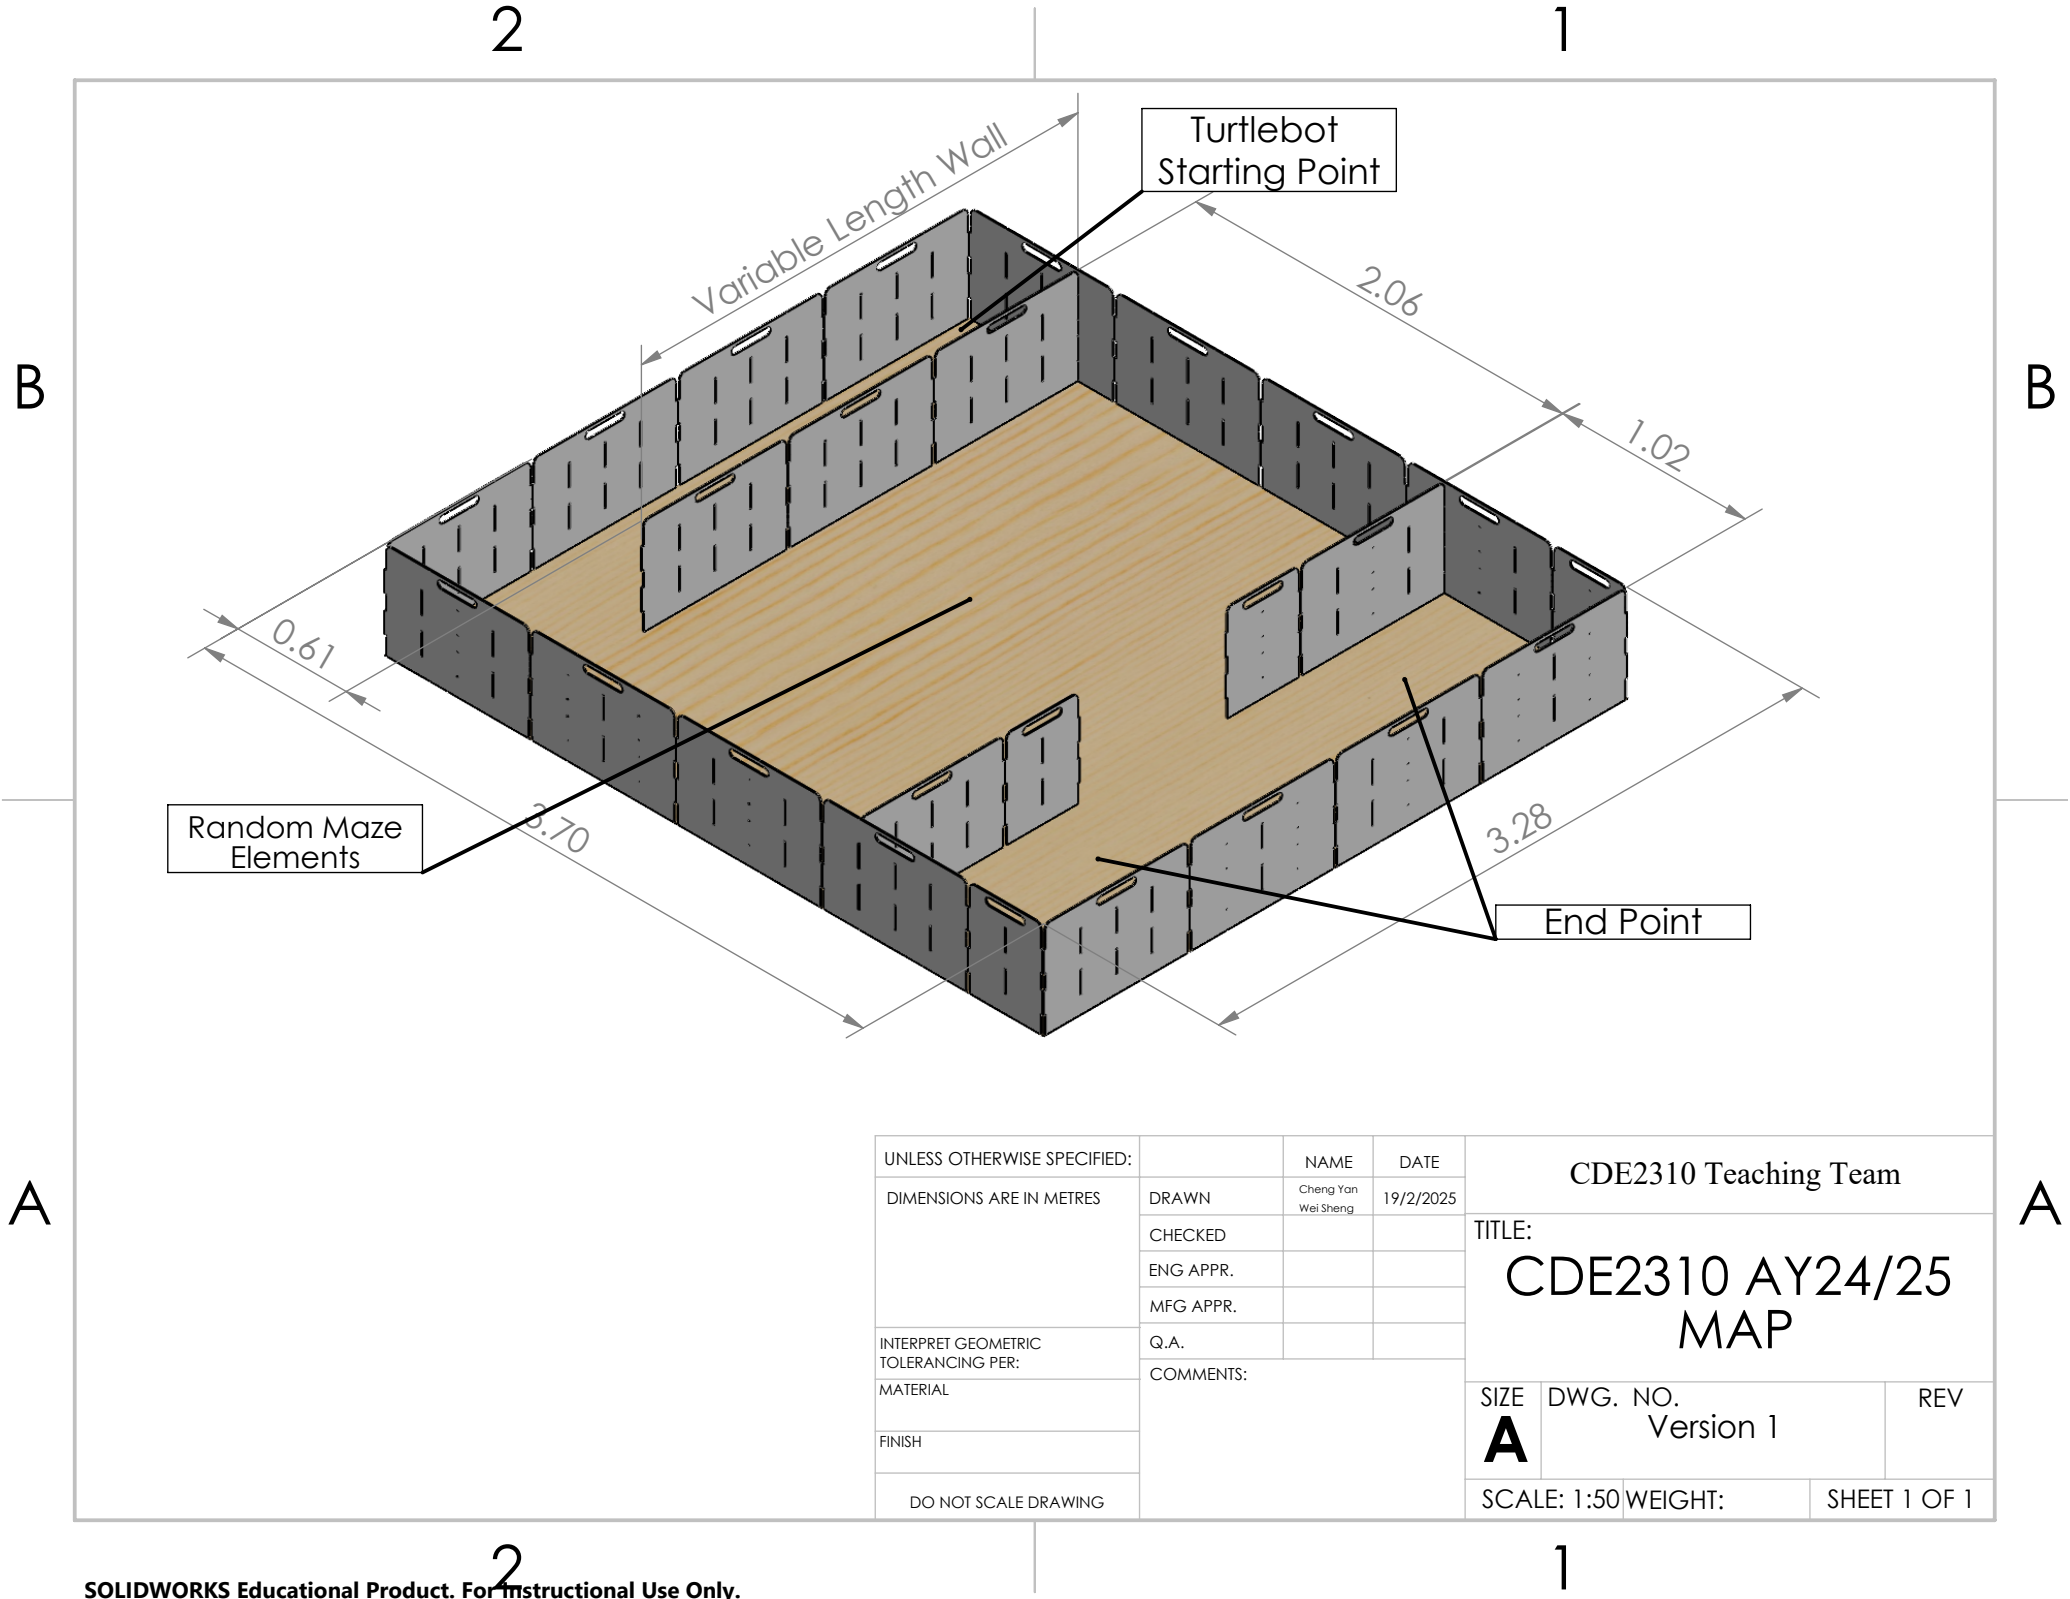 2
1
Turtlebot
Starting Point
Variable Length Wall
2.06
B
B
1.02
0.61
Random Maze
Elements
3.70
3.28
End Point
A
A
UNLESS OTHERWISE SPECIFIED:
NAME
DATE
CDE2310 Teaching Team
DIMENSIONS ARE IN METRES
DRAWN
Cheng Yan
Wei Sheng
19/2/2025
CHECKED
TITLE:
ENG APPR.
CDE2310 AY24/25
MAP
MFG APPR.
INTERPRET GEOMETRIC
TOLERANCING PER:
Q.A.
MATERIAL
COMMENTS:
SIZE
A
DWG. NO.
Version 1
REV
FINISH
DO NOT SCALE DRAWING
SCALE: 1:50
WEIGHT:
SHEET 1 OF 1
2
1
SOLIDWORKS Educational Product. For Instructional Use Only.